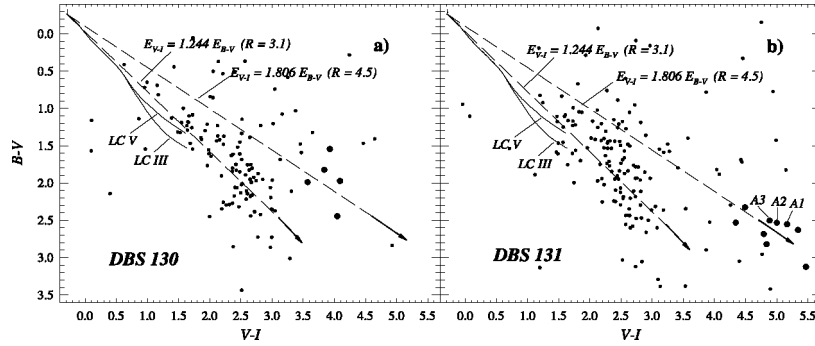 a)
E_{V-I} = 1.244 E_{B-V} (R = 3.1)
E_{V-I} = 1.806 E_{B-V} (R = 4.5)
LC V
LC III
DBS 130
B-V
0.0
0.5
1.0
1.5
2.0
2.5
3.0
3.5
0.0 0.5 1.0 1.5 2.0 2.5 3.0 3.5 4.0 4.5 5.0 5.5
V-I
b)
E_{V-I} = 1.244 E_{B-V} (R = 3.1)
E_{V-I} = 1.806 E_{B-V} (R = 4.5)
LC V
LC III
A3 A2 A1
DBS 131
0.0 0.5 1.0 1.5 2.0 2.5 3.0 3.5 4.0 4.5 5.0 5.5
V-I